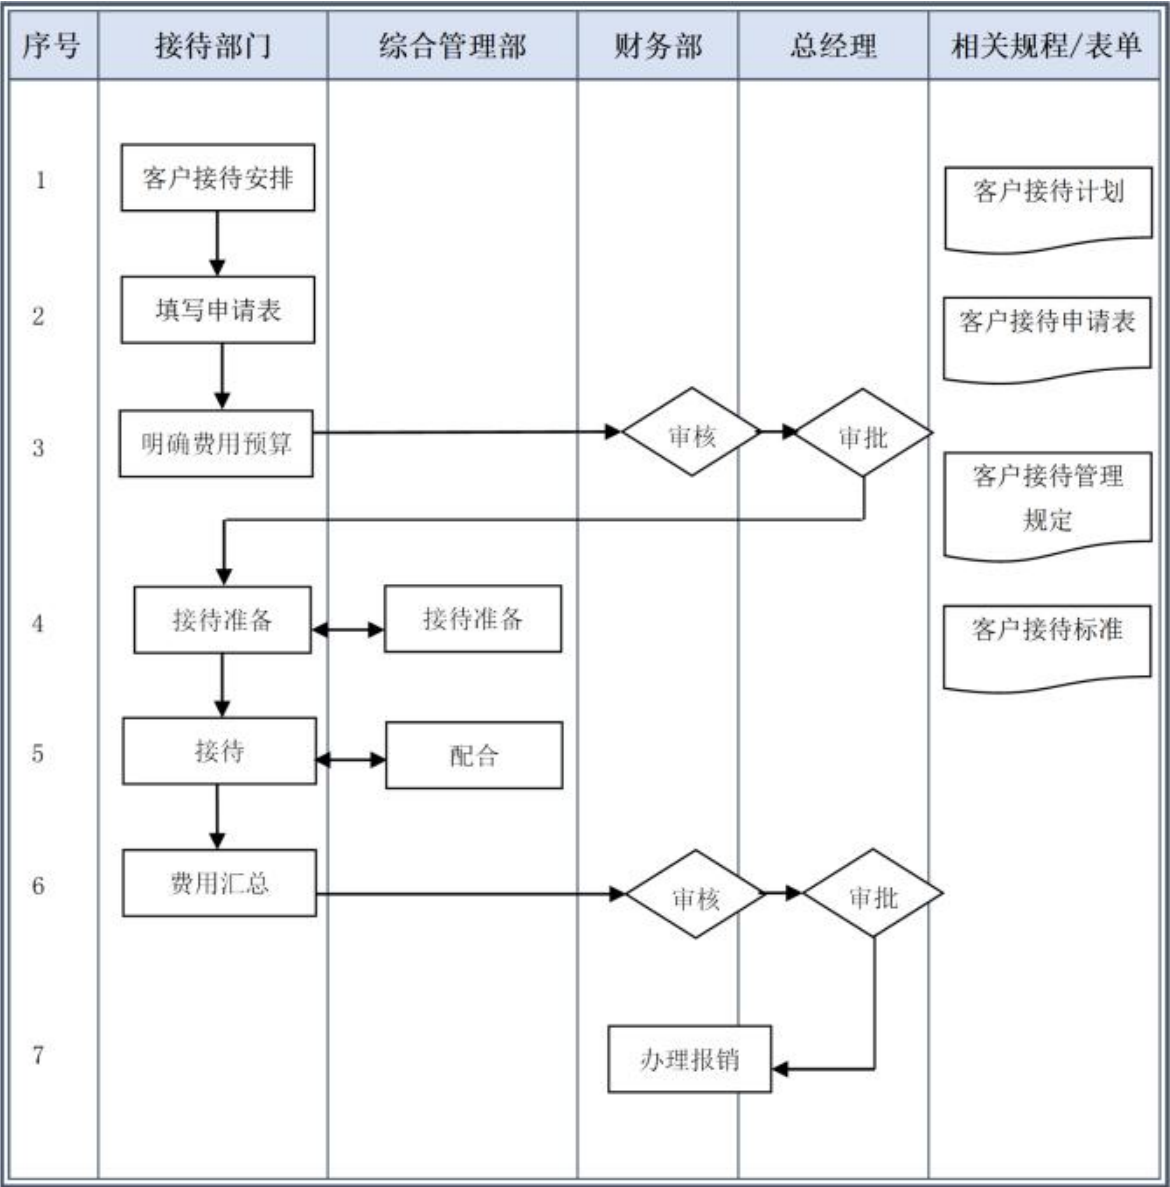 序号 接待部门 综合管理部 财务部 总经理 相关规程/表单
1 客户接待安排 客户接待计划
2 填写申请表 客户接待申请表
3 明确费用预算 审核 审批 客户接待管理
规定
4 接待准备 接待准备 客户接待标准
5 接待 配合
6 费用汇总 审核 审批
7 办理报销